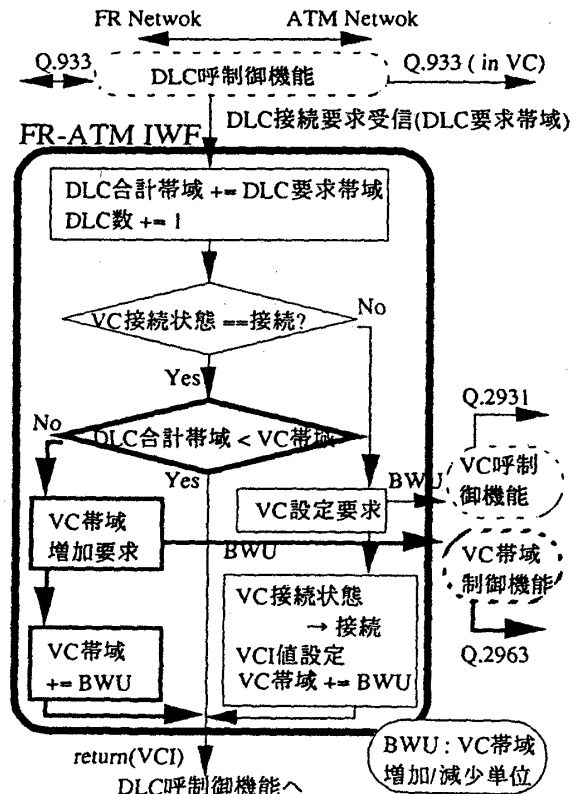 FR Netwok
ATM Netwok
Q.933
DLC呼制御機能
Q.933 ( in VC)
DLC接続要求受信(DLC要求帯域)
FR-ATM IWF
DLC合計帯域 += DLC要求帯域
DLC数 += 1
VC接続状態 ==接続?
No
Yes
No
DLC合計帯域 < VC帯域
Yes
Q.2931
BWU
VC呼制
御機能
VC設定要求
VC帯域
増加要求
BWU
VC帯域
制御機能
Q.2963
VC接続状態
→ 接続
VCI値設定
VC帯域 += BWU
VC帯域
+= BWU
return(VCI)
DLC呼制御機能へ
BWU : VC帯域
増加/減少単位